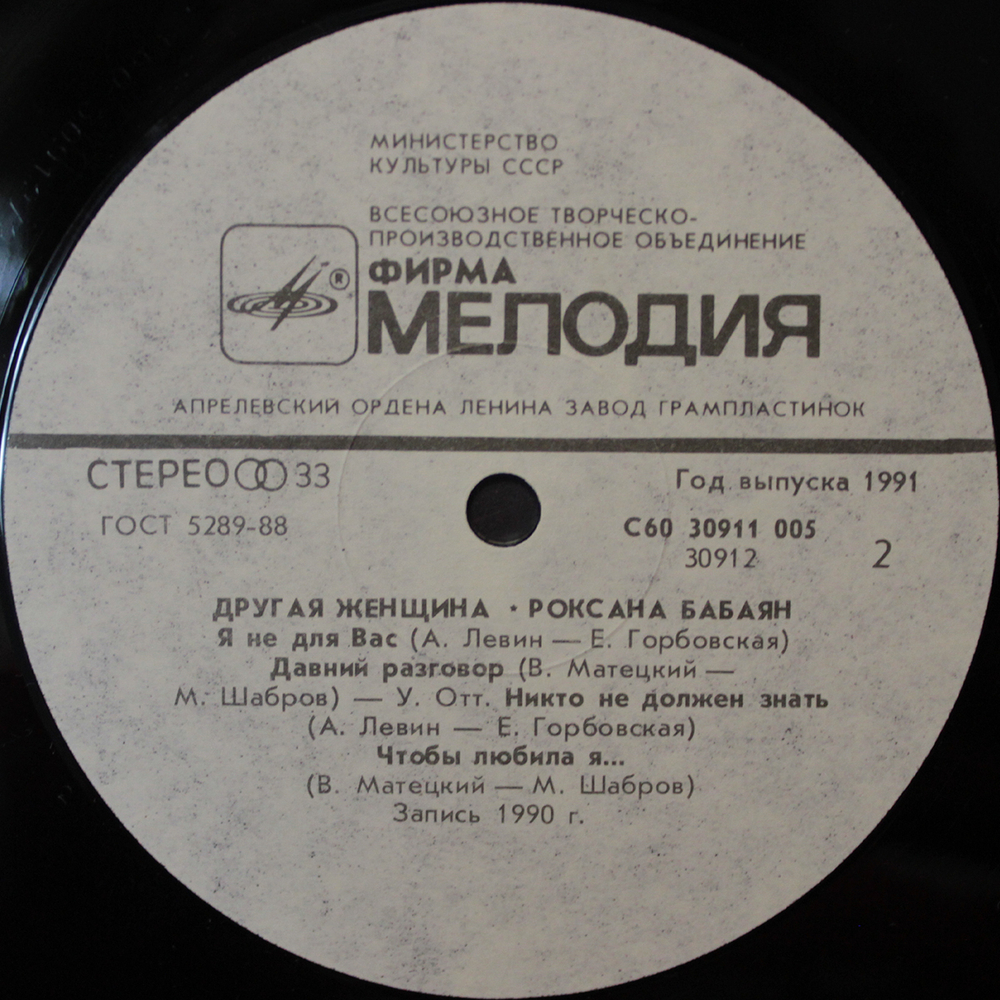 МИНИСТЕРСТВО
КУЛЬТУРЫ СССР
ВСЕСОЮЗНОЕ ТВОРЧЕСКО-
ПРОИЗВОДСТВЕННОЕ ОБЪЕДИНЕНИЕ
ФИРМА
®
МЕЛОДИЯ
АПРЕЛЕВСКИЙ ОРДЕНА ЛЕНИНА ЗАВОД ГРАМПЛАСТИНОК
СТЕРЕО 33
Год выпуска 1991
ГОСТ 5289-88
С60 30911 005
30912
2
ДРУГАЯ ЖЕНЩИНА · РОКСАНА БАБАЯН
Я не для Вас (А. Левин — Е. Горбовская)
Давний разговор (В. Матецкий —
М. Шабров) — У. Отт. Никто не должен знать
(А. Левин — Е. Горбовская)
Чтобы любила я...
(В. Матецкий — М. Шабров)
Запись 1990 г.